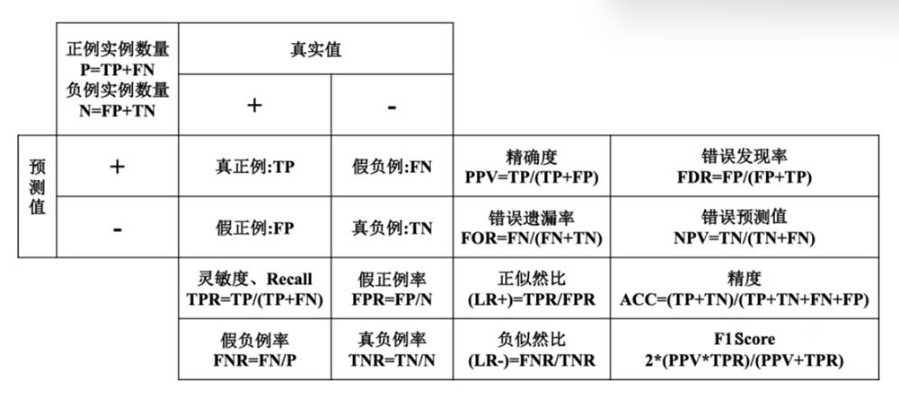 正例实例数量
P=TP+FN
负例实例数量
N=FP+TN
真实值
+
-
预测值
+
真正例:TP
假负例:FN
精确度
PPV=TP/(TP+FP)
错误发现率
FDR=FP/(FP+TP)
-
假正例:FP
真负例:TN
错误遗漏率
FOR=FN/(FN+TN)
错误预测值
NPV=TN/(TN+FN)
灵敏度、Recall
TPR=TP/(TP+FN)
假正例率
FPR=FP/N
正似然比
(LR+)=TPR/FPR
精度
ACC=(TP+TN)/(TP+TN+FN+FP)
假负例率
FNR=FN/P
真负例率
TNR=TN/N
负似然比
(LR-)=FNR/TNR
F1Score
2*(PPV*TPR)/(PPV+TPR)